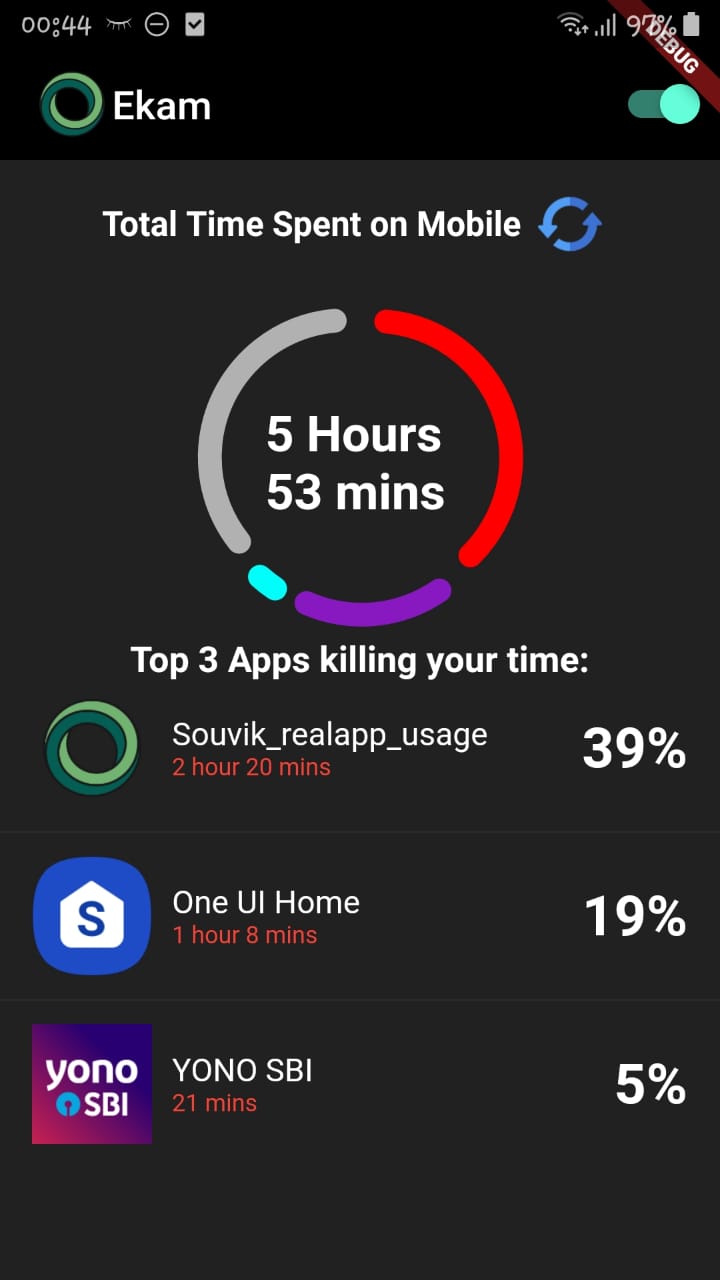 00:44
97%
DEBUG
Ekam
Total Time Spent on Mobile
5 Hours
53 mins
Top 3 Apps killing your time:
Souvik_realapp_usage
2 hour 20 mins
39%
S
One UI Home
1 hour 8 mins
19%
yono
SBI
YONO SBI
21 mins
5%